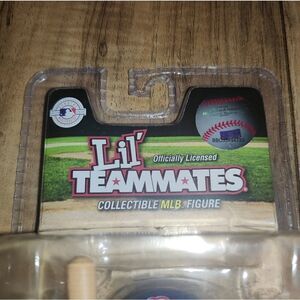 Lil'
Officially Licensed
TEAMMATES
COLLECTIBLE MLB. FIGURE